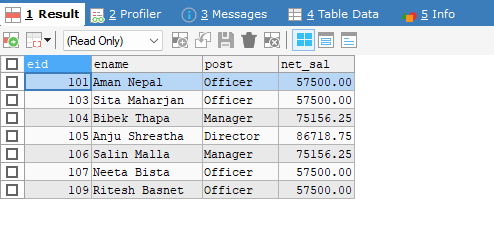 1 Result 2 Profiler 3 Messages 4 Table Data 5 Info
(Read Only)
eid ename post net_sal
101 Aman Nepal Officer 57500.00
103 Sita Maharjan Officer 57500.00
104 Bibek Thapa Manager 75156.25
105 Anju Shrestha Director 86718.75
106 Salin Malla Manager 75156.25
107 Neeta Bista Officer 57500.00
109 Ritesh Basnet Officer 57500.00